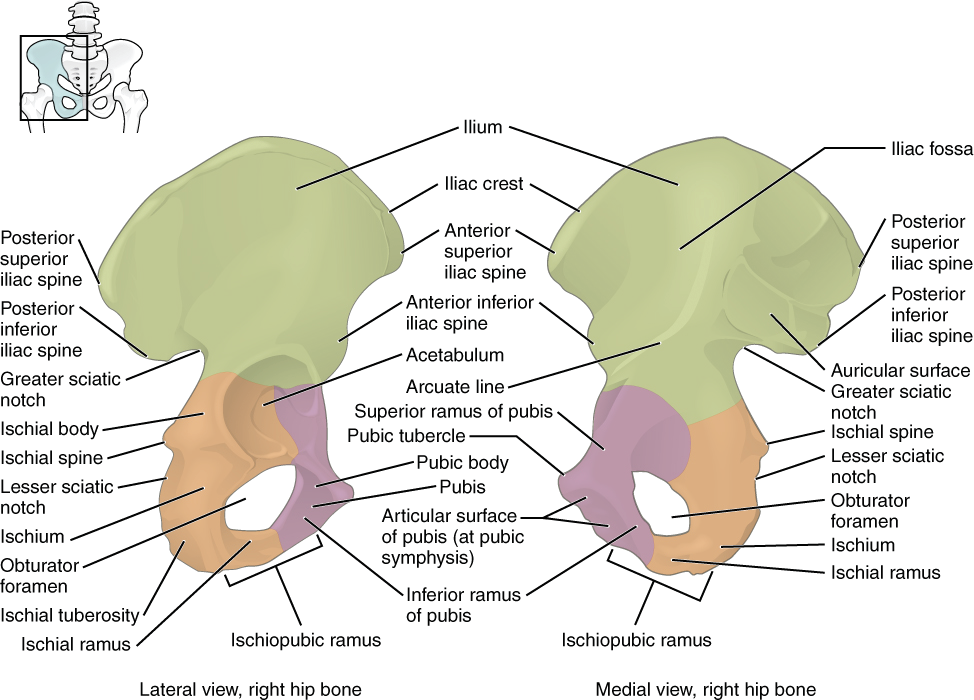 Ilium
Iliac fossa
Iliac crest
Posterior
superior
iliac spine
Anterior
superior
iliac spine
Posterior
superior
iliac spine
Posterior
inferior
iliac spine
Anterior inferior
iliac spine
Posterior
inferior
iliac spine
Acetabulum
Greater sciatic
notch
Arcuate line
Auricular surface
Greater sciatic
notch
Superior ramus of pubis
Ischial body
Pubic tubercle
Ischial spine
Ischial spine
Pubic body
Lesser sciatic
notch
Lesser sciatic
notch
Pubis
Obturator
foramen
Articular surface
of pubis (at pubic
symphysis)
Ischium
Ischium
Obturator
foramen
Ischial ramus
Inferior ramus
of pubis
Ischial tuberosity
Ischial ramus
Ischiopubic ramus
Ischiopubic ramus
Lateral view, right hip bone
Medial view, right hip bone